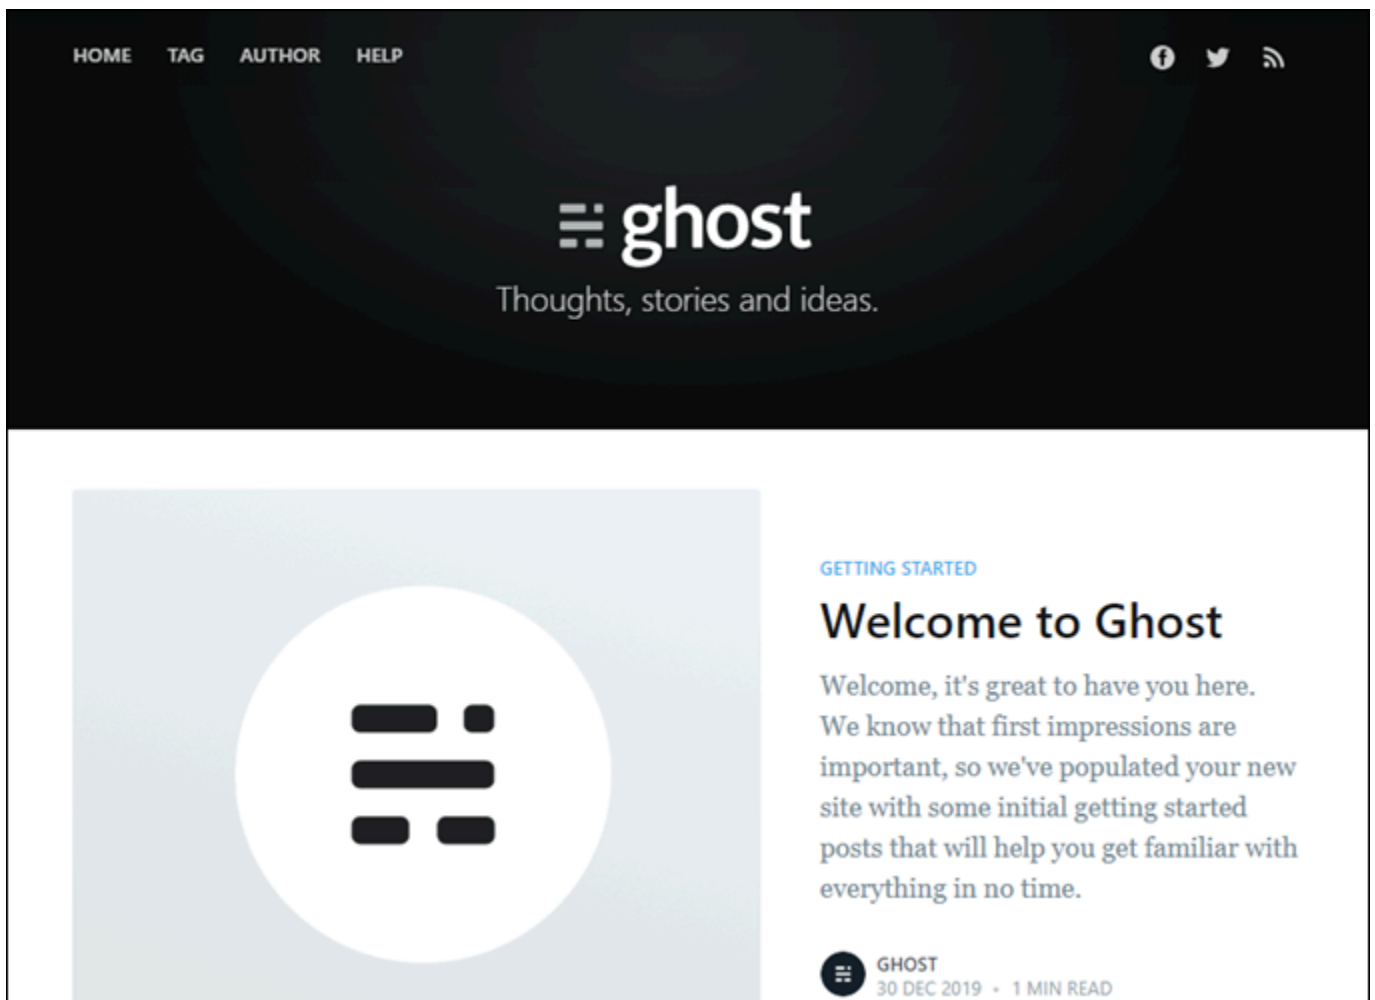 HOME TAG AUTHOR HELP
ghost
Thoughts, stories and ideas.
GETTING STARTED
Welcome to Ghost
Welcome, it's great to have you here.
We know that first impressions are
important, so we've populated your new
site with some initial getting started
posts that will help you get familiar with
everything in no time.
GHOST
30 DEC 2019 • 1 MIN READ